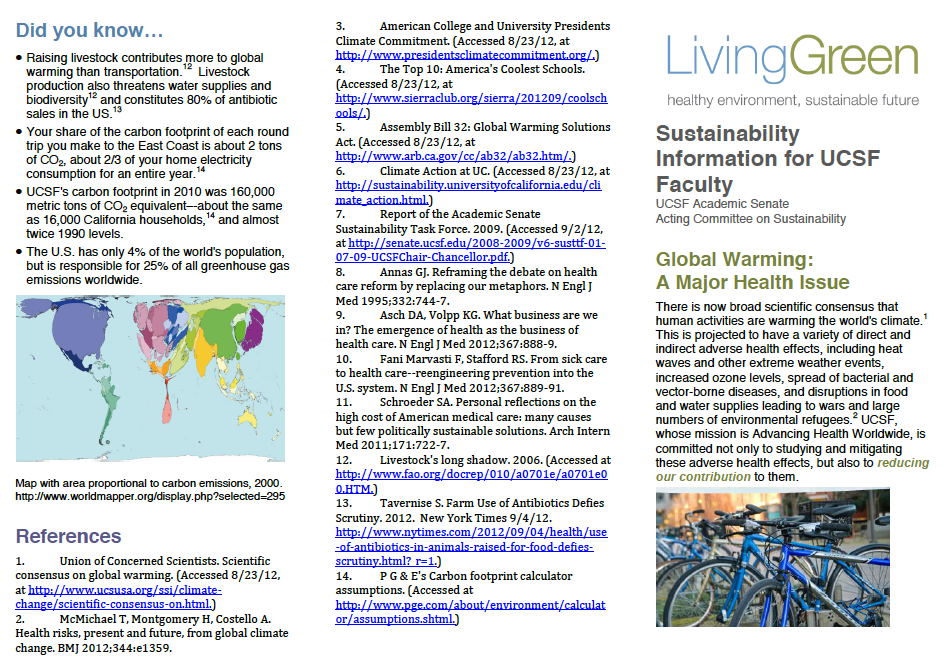 Did you know…
• Raising livestock contributes more to global
warming than transportation.12 Livestock
production also threatens water supplies and
biodiversity12 and constitutes 80% of antibiotic
sales in the US.13
• Your share of the carbon footprint of each round
trip you make to the East Coast is about 2 tons
of CO2, about 2/3 of your home electricity
consumption for an entire year.14
• UCSF's carbon footprint in 2010 was 160,000
metric tons of CO2 equivalent–-about the same
as 16,000 California households,14 and almost
twice 1990 levels.
• The U.S. has only 4% of the world's population,
but is responsible for 25% of all greenhouse gas
emissions worldwide.
Map with area proportional to carbon emissions, 2000.
http://www.worldmapper.org/display.php?selected=295
References
1. Union of Concerned Scientists. Scientific
consensus on global warming. (Accessed 8/23/12,
at http://www.ucsusa.org/ssi/climate-
change/scientific-consensus-on.html.)
2. McMichael T, Montgomery H, Costello A.
Health risks, present and future, from global climate
change. BMJ 2012;344:e1359.
3. American College and University Presidents
Climate Commitment. (Accessed 8/23/12, at
http://www.presidentsclimatecommitment.org/.)
4. The Top 10: America's Coolest Schools.
(Accessed 8/23/12, at
http://www.sierraclub.org/sierra/201209/coolsch
ools/.)
5. Assembly Bill 32: Global Warming Solutions
Act. (Accessed 8/23/12, at
http://www.arb.ca.gov/cc/ab32/ab32.htm/.)
6. Climate Action at UC. (Accessed 8/23/12, at
http://sustainability.universityofcalifornia.edu/cli
mate_action.html.)
7. Report of the Academic Senate
Sustainability Task Force. 2009. (Accessed 9/2/12,
at http://senate.ucsf.edu/2008-2009/v6-susttf-01-
07-09-UCSFChair-Chancellor.pdf.)
8. Annas GJ. Reframing the debate on health
care reform by replacing our metaphors. N Engl J
Med 1995;332:744-7.
9. Asch DA, Volpp KG. What business are we
in? The emergence of health as the business of
health care. N Engl J Med 2012;367:888-9.
10. Fani Marvasti F, Stafford RS. From sick care
to health care--reengineering prevention into the
U.S. system. N Engl J Med 2012;367:889-91.
11. Schroeder SA. Personal reflections on the
high cost of American medical care: many causes
but few politically sustainable solutions. Arch Intern
Med 2011;171:722-7.
12. Livestock's long shadow. 2006. (Accessed at
http://www.fao.org/docrep/010/a0701e/a0701e0
0.HTM.)
13. Tavernise S. Farm Use of Antibiotics Defies
Scrutiny. 2012. New York Times 9/4/12.
http://www.nytimes.com/2012/09/04/health/use
-of-antibiotics-in-animals-raised-for-food-defies-
scrutiny.html?_r=1.)
14. P G & E's Carbon footprint calculator
assumptions. (Accessed at
http://www.pge.com/about/environment/calculat
or/assumptions.shtml.)
LivingGreen
healthy environment, sustainable future
Sustainability
Information for UCSF
Faculty
UCSF Academic Senate
Acting Committee on Sustainability
Global Warming:
A Major Health Issue
There is now broad scientific consensus that
human activities are warming the world's climate.1
This is projected to have a variety of direct and
indirect adverse health effects, including heat
waves and other extreme weather events,
increased ozone levels, spread of bacterial and
vector-borne diseases, and disruptions in food
and water supplies leading to wars and large
numbers of environmental refugees.2 UCSF,
whose mission is Advancing Health Worldwide, is
committed not only to studying and mitigating
these adverse health effects, but also to reducing
our contribution to them.